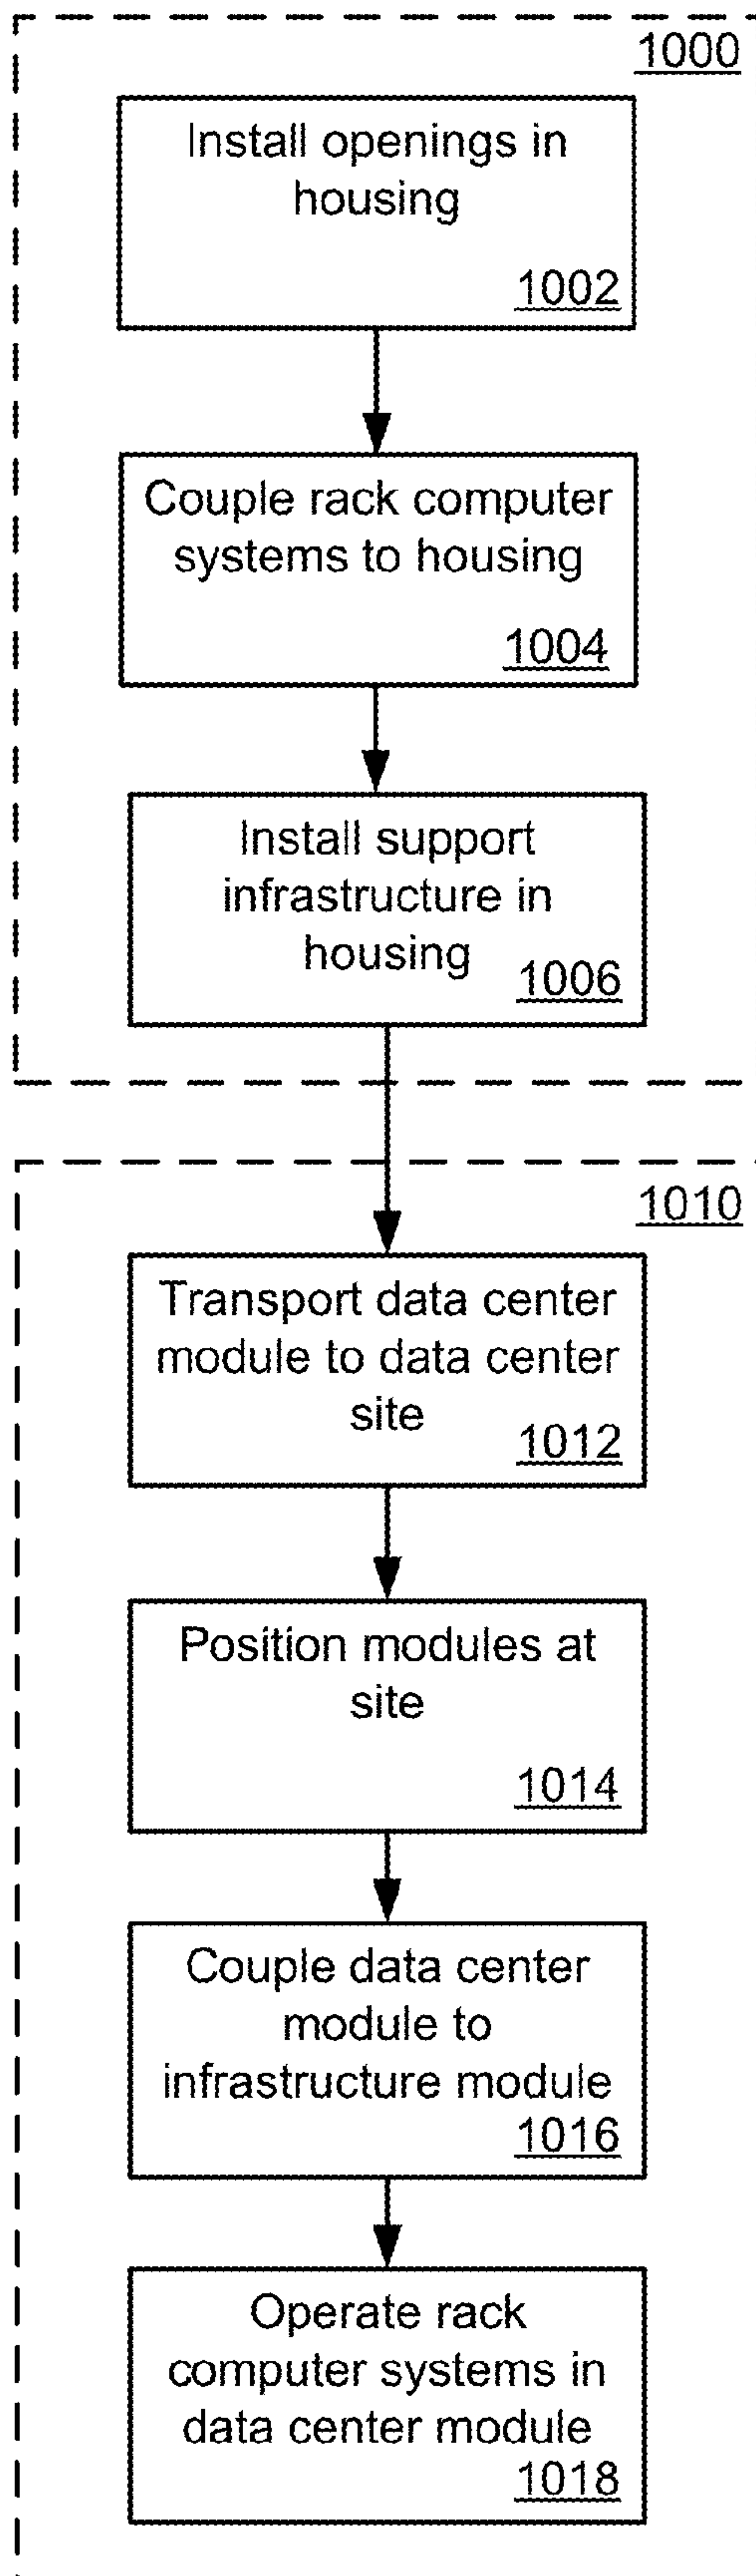 1000
Install openings in
housing
1002
Couple rack computer
systems to housing
1004
Install support
infrastructure in
housing
1006
1010
Transport data center
module to data center
site
1012
Position modules at
site
1014
Couple data center
module to
infrastructure module
1016
Operate rack
computer systems in
data center module
1018